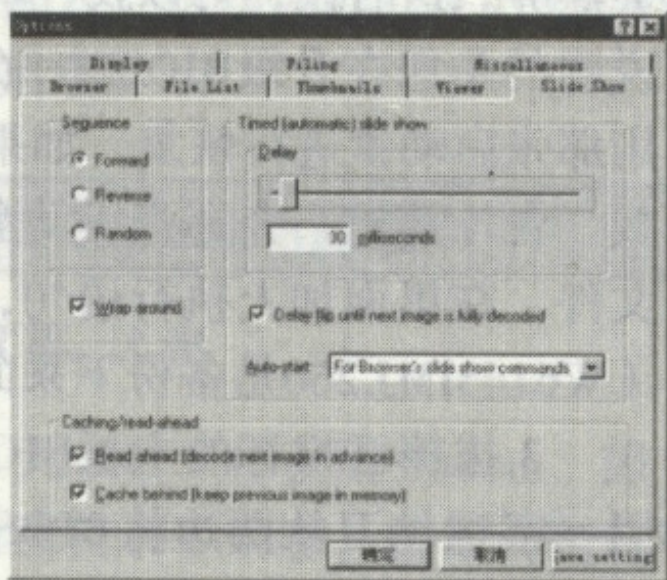 Options
Display Filing Miscellaneous
Browser File List Thumbnails Viewer Slide Show
Sequence
Forward
Reverse
Random
Wrap around
Timed (automatic) slide show
Delay
30 milliseconds
Delay flip until next image is fully decoded
Auto-start: For Browser's slide show commands
Caching/read-ahead
Read ahead (decode next image in advance)
Cache behind (keep previous image in memory)
确定 取消 save setting